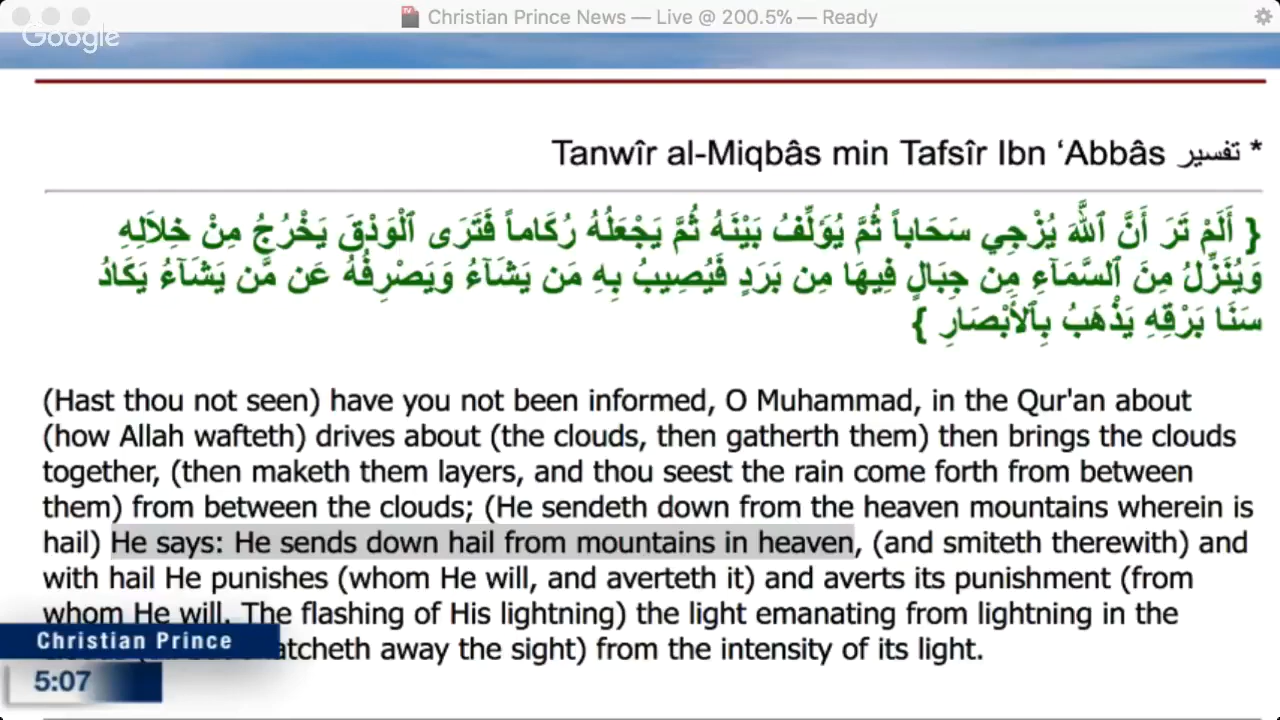 Christian Prince News — Live @ 200.5% — Ready
Google
Tanwîr al-Miqbâs min Tafsîr Ibn ‘Abbâs تفسير *
{ أَلَمْ تَرَ أَنَّ ٱللَّهَ يُزْجِي سَحَاباً ثُمَّ يُؤَلِّفُ بَيْنَهُ ثُمَّ يَجْعَلُهُ رُكَاماً فَتَرَى ٱلْوَدْقَ يَخْرُجُ مِنْ خِلاَلِهِ
وَيُنَزِّلُ مِنَ ٱلسَّمَآءِ مِن جِبَالٍ فِيهَا مِن بَرَدٍ فَيُصِيبُ بِهِ مَن يَشَآءُ وَيَصْرِفُهُ عَن مَّن يَشَآءُ يَكَادُ
سَنَا بَرْقِهِ يَذْهَبُ بِٱلأَبْصَارِ }
(Hast thou not seen) have you not been informed, O Muhammad, in the Qur'an about
(how Allah wafteth) drives about (the clouds, then gatherth them) then brings the clouds
together, (then maketh them layers, and thou seest the rain come forth from between
them) from between the clouds; (He sendeth down from the heaven mountains wherein is
hail) He says: He sends down hail from mountains in heaven, (and smiteth therewith) and
with hail He punishes (whom He will, and averteth it) and averts its punishment (from
whom He will. The flashing of His lightning) the light emanating from lightning in the
away the sight) from the intensity of its light.
Christian Prince
5:07